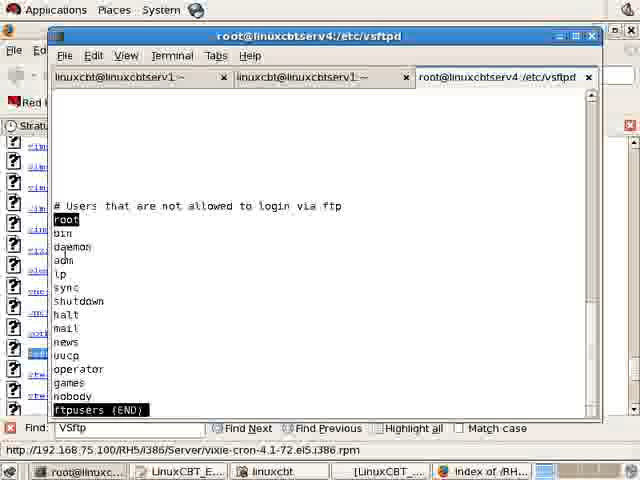 Applications Places System
root@linuxcbtserv4:/etc/vsftpd
File Edit View Terminal Tabs Help
linuxcbt@linuxcbtserv1:~
linuxcbt@linuxcbtserv1:~
root@linuxcbtserv4:/etc/vsftpd
Red
# Users that are not allowed to login via ftp
root
bin
daemon
adm
lp
sync
shutdown
halt
mail
news
uucp
operator
games
nobody
ftpusers (END)
Find: vsftp Find Next Find Previous Highlight all Match case
http://192.168.75.100/RH5/i386/Server/vixie-cron-4.1-72.el5.i386.rpm
root@linuxc... LinuxCBT_E... linuxcbt [LinuxCBT_... Index of /RH...